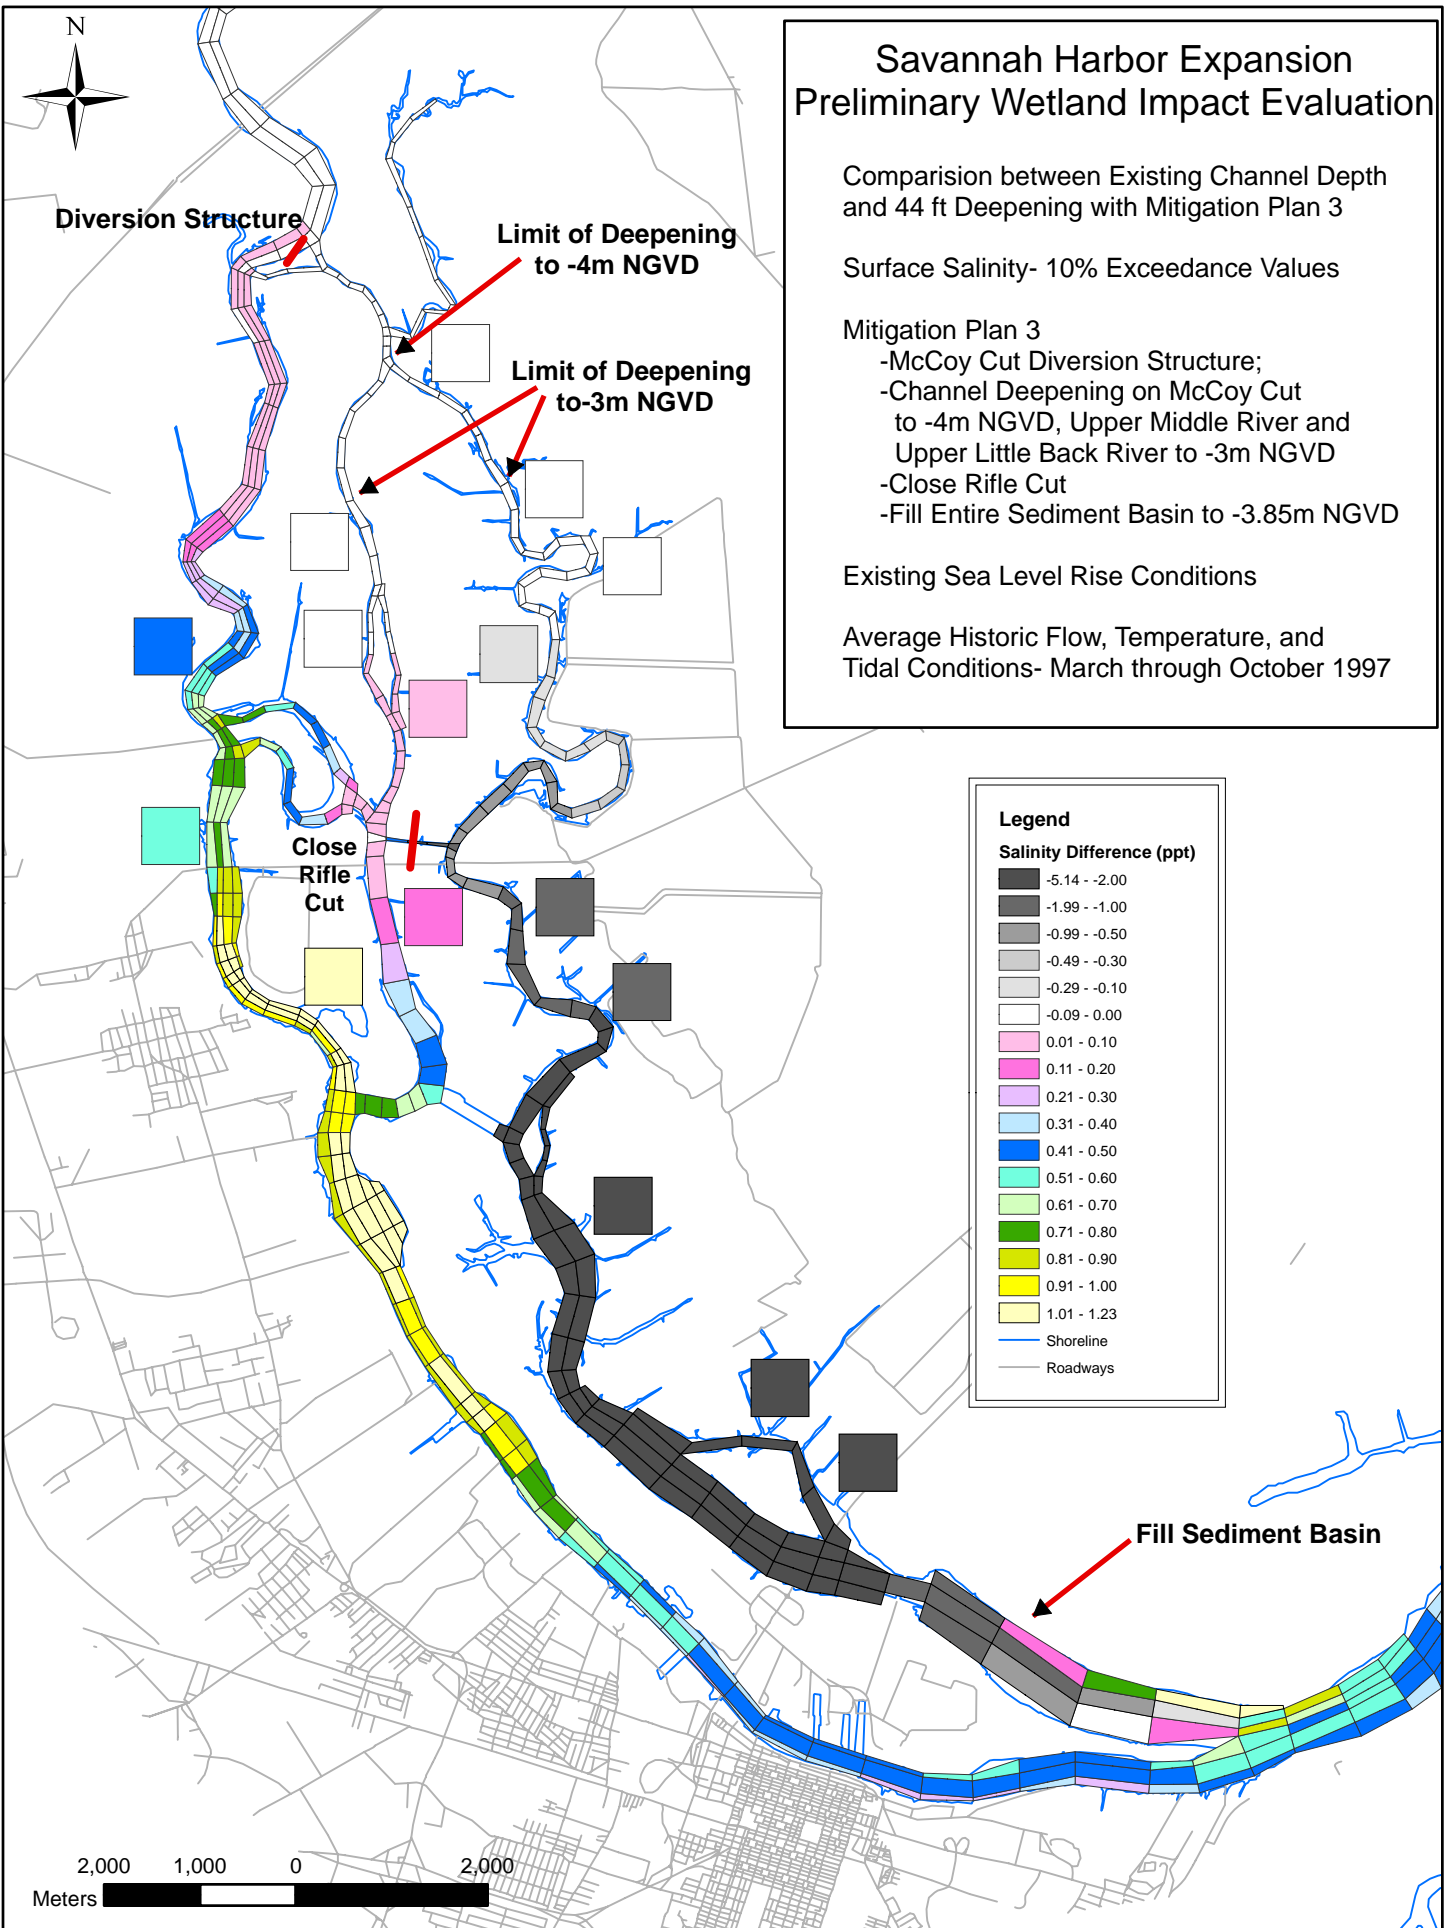 N
Savannah Harbor Expansion
Preliminary Wetland Impact Evaluation
Comparision between Existing Channel Depth
and 44 ft Deepening with Mitigation Plan 3
Surface Salinity- 10% Exceedance Values
Mitigation Plan 3
-McCoy Cut Diversion Structure;
-Channel Deepening on McCoy Cut
to -4m NGVD, Upper Middle River and
Upper Little Back River to -3m NGVD
-Close Rifle Cut
-Fill Entire Sediment Basin to -3.85m NGVD
Existing Sea Level Rise Conditions
Average Historic Flow, Temperature, and
Tidal Conditions- March through October 1997
Diversion Structure
Limit of Deepening
to -4m NGVD
Limit of Deepening
to-3m NGVD
Close
Rifle
Cut
Legend
Salinity Difference (ppt)
-5.14 - -2.00
-1.99 - -1.00
-0.99 - -0.50
-0.49 - -0.30
-0.29 - -0.10
-0.09 - 0.00
0.01 - 0.10
0.11 - 0.20
0.21 - 0.30
0.31 - 0.40
0.41 - 0.50
0.51 - 0.60
0.61 - 0.70
0.71 - 0.80
0.81 - 0.90
0.91 - 1.00
1.01 - 1.23
Shoreline
Roadways
Fill Sediment Basin
2,000 1,000 0 2,000
Meters